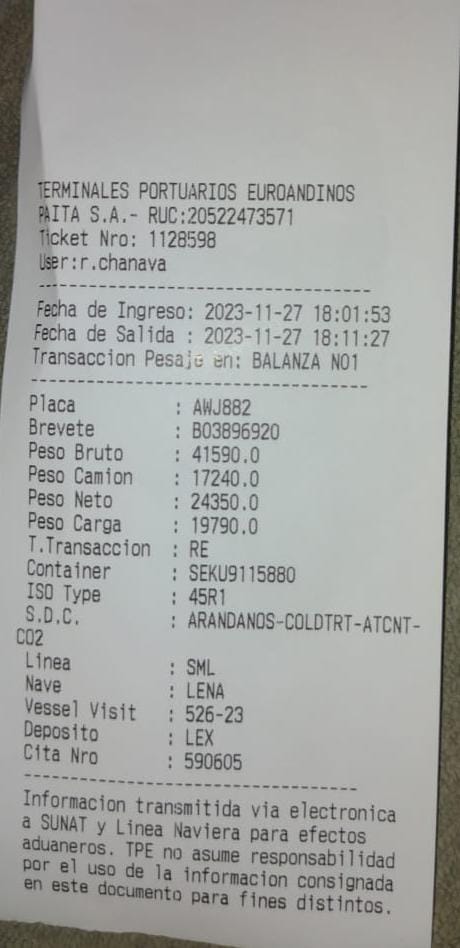 TERMINALES PORTUARIOS EUROANDINOS
PAITA S.A.- RUC:20522473571
Ticket Nro: 1128598
User:r.chanava
Fecha de Ingreso: 2023-11-27 18:01:53
Fecha de Salida : 2023-11-27 18:11:27
Transaccion Pesaje en: BALANZA N01
Placa : AWJ882
Brevete : B03896920
Peso Bruto : 41590.0
Peso Camion : 17240.0
Peso Neto : 24350.0
Peso Carga : 19790.0
T.Transaccion : RE
Container : SEKU9115880
ISO Type : 45R1
S.D.C. : ARANDANOS-COLDTRT-ATCNT-
CO2
Linea : SML
Nave : LENA
Vessel Visit : 526-23
Deposito : LEX
Cita Nro : 590605
Informacion transmitida via electronica
a SUNAT y Linea Naviera para efectos
aduaneros. TPE no asume responsabilidad
por el uso de la informacion consignada
en este documento para fines distintos.